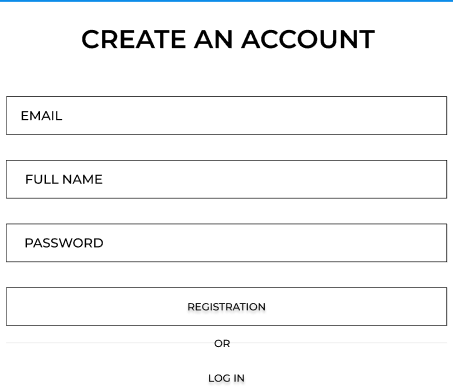 CREATE AN ACCOUNT
EMAIL
FULL NAME
PASSWORD
REGISTRATION
OR
LOG IN